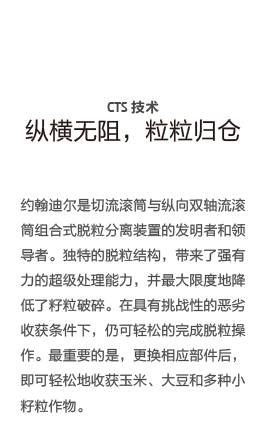 CTS 技术
纵横无阻，粒粒归仓
约翰迪尔是切流滚筒与纵向双轴流滚
筒组合式脱粒分离装置的发明者和领
导者。独特的脱粒结构，带来了强有
力的超级处理能力，并最大限度地降
低了籽粒破碎。在具有挑战性的恶劣
收获条件下，仍可轻松的完成脱粒操
作。最重要的是，更换相应部件后，
即可轻松地收获玉米、大豆和多种小
籽粒作物。